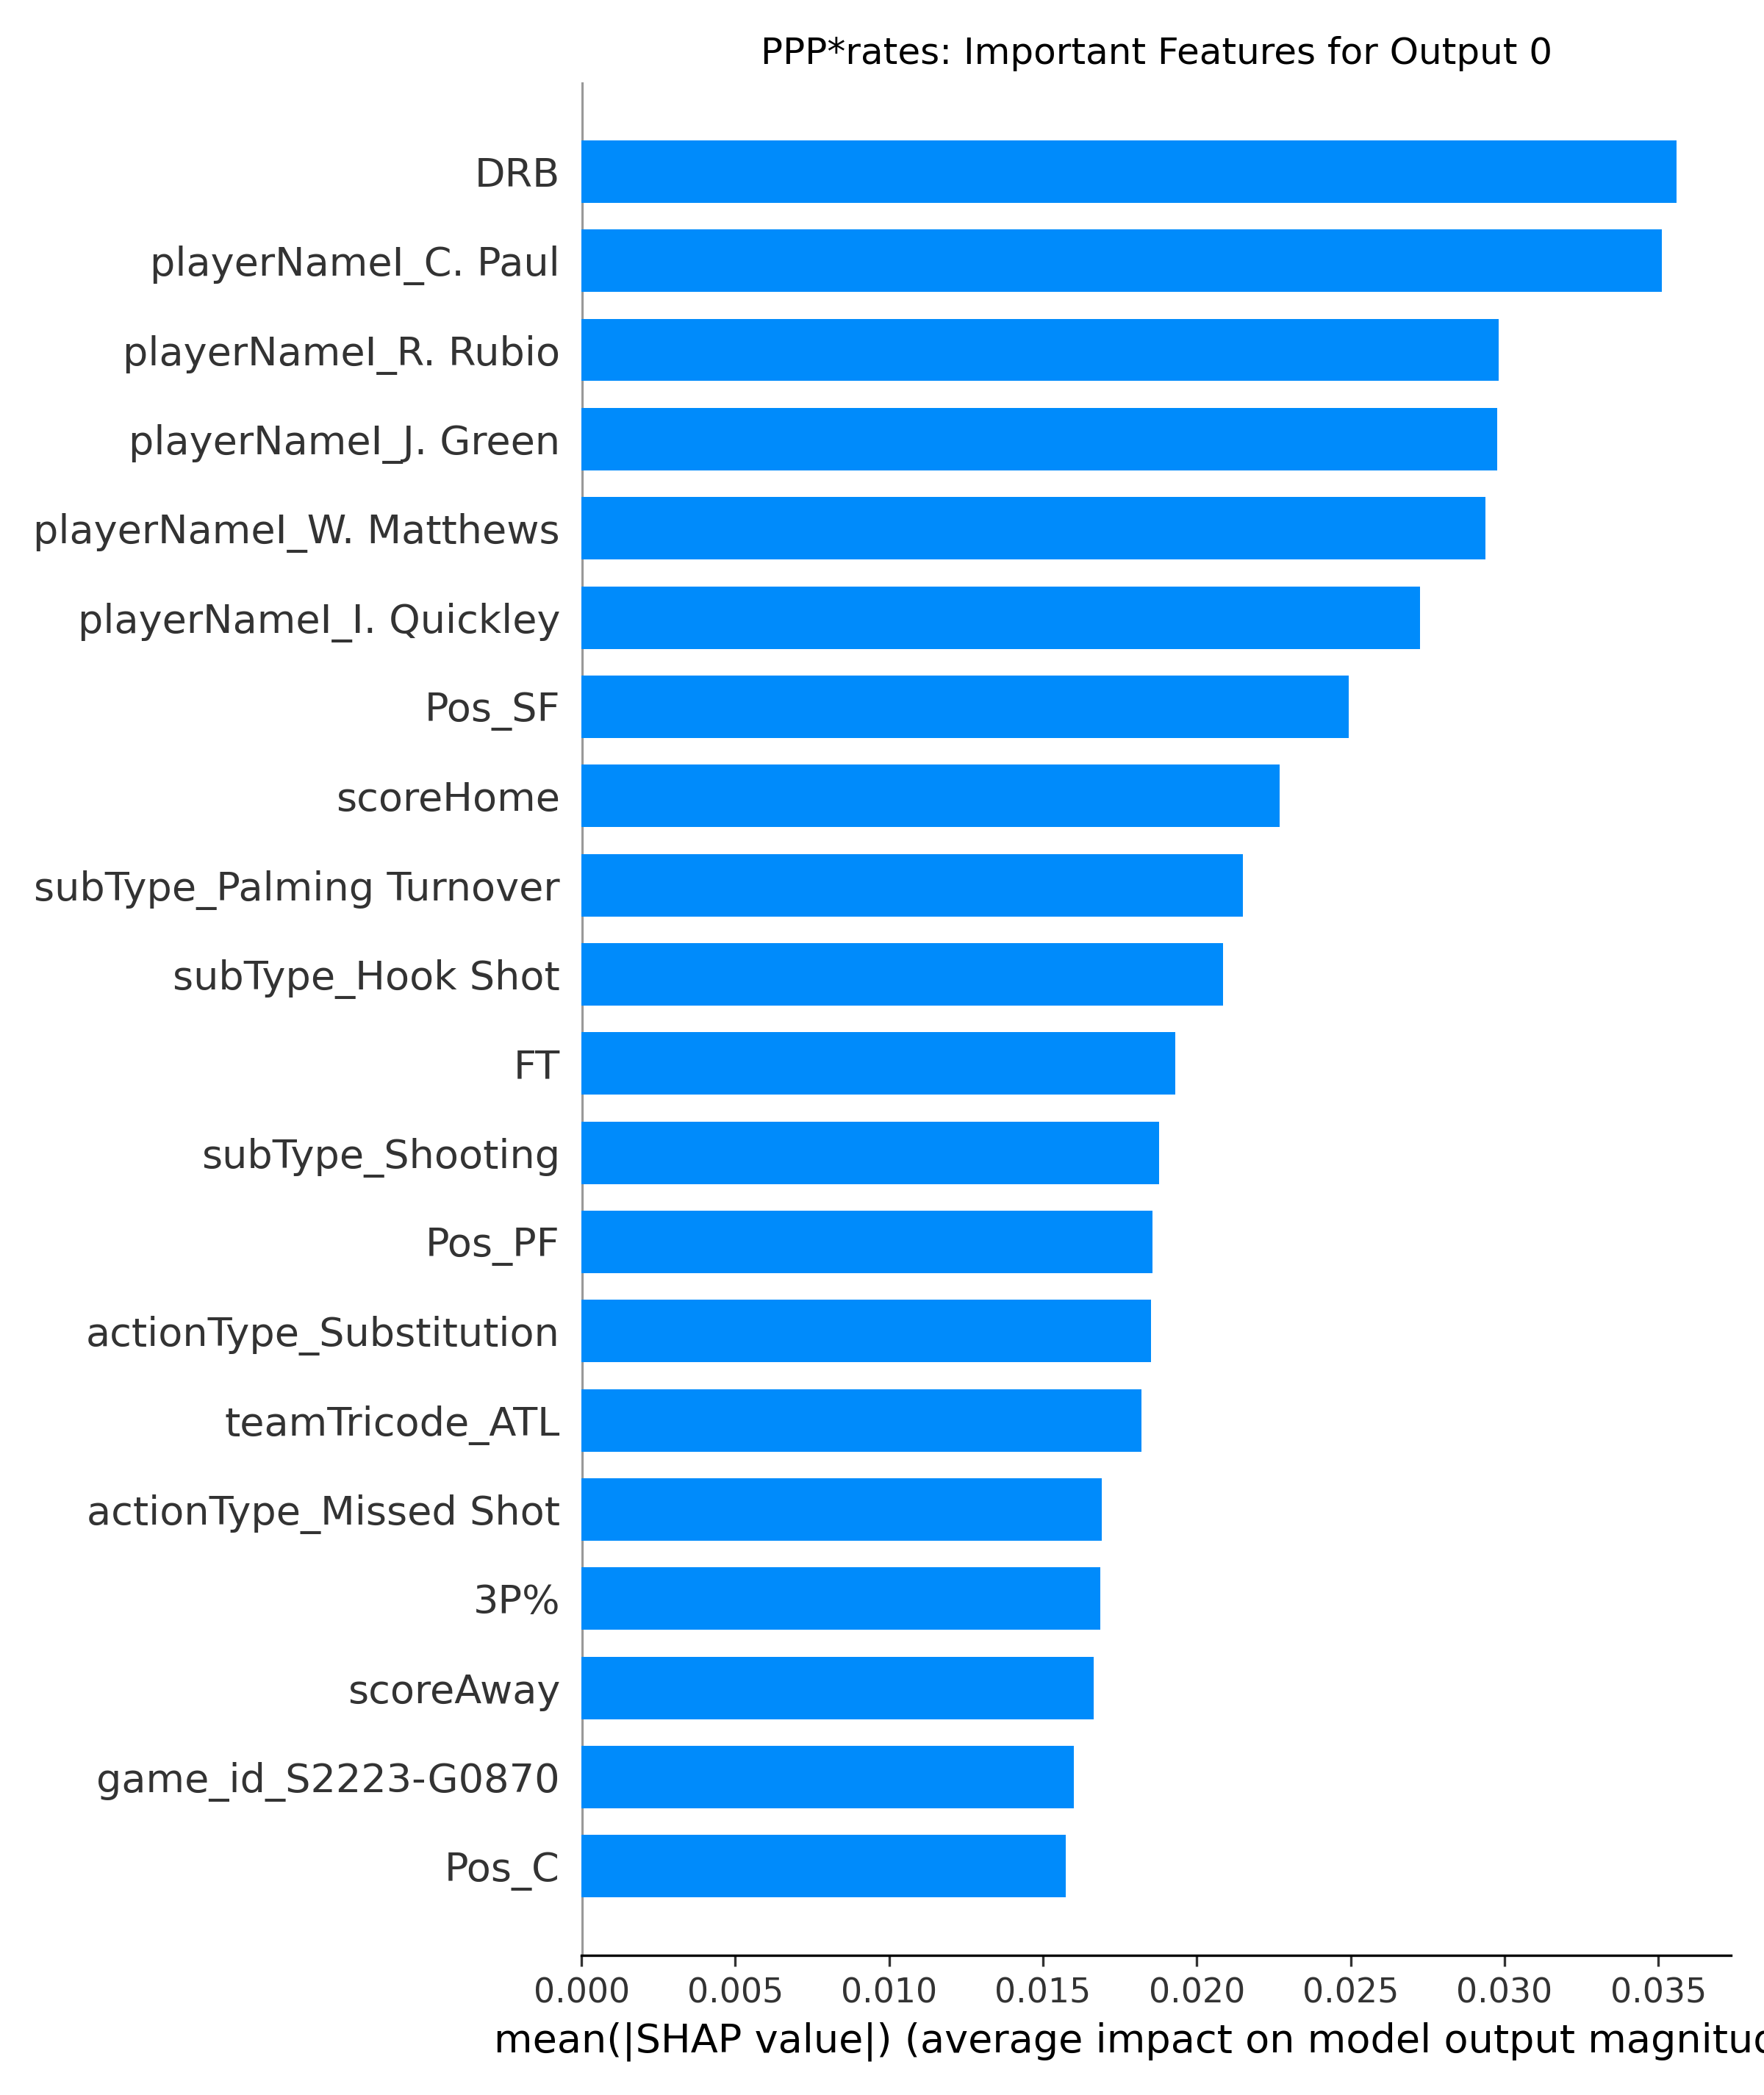 PPP*rates: Important Features for Output 0
DRB
playerNameI_C. Paul
playerNameI_R. Rubio
playerNameI_J. Green
playerNameI_W. Matthews
playerNameI_I. Quickley
Pos_SF
scoreHome
subType_Palming Turnover
subType_Hook Shot
FT
subType_Shooting
Pos_PF
actionType_Substitution
teamTricode_ATL
actionType_Missed Shot
3P%
scoreAway
game_id_S2223-G0870
Pos_C
0.000 0.005 0.010 0.015 0.020 0.025 0.030 0.035
mean(|SHAP value|) (average impact on model output magnitud